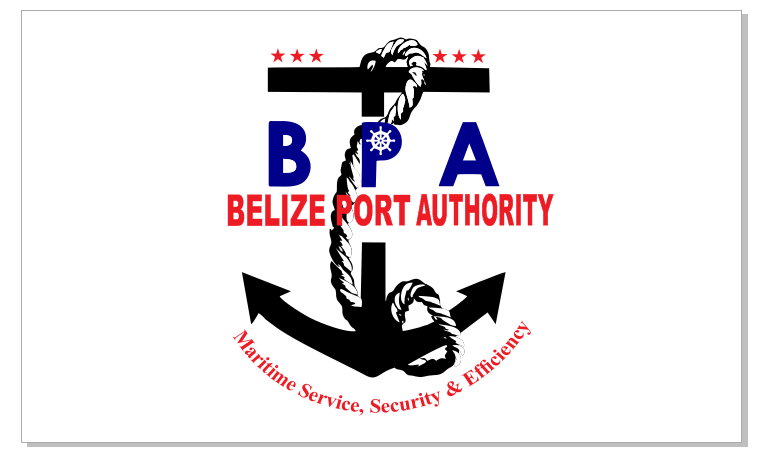 BPA
BELIZE PORT AUTHORITY
Maritime Service, Security & Efficiency